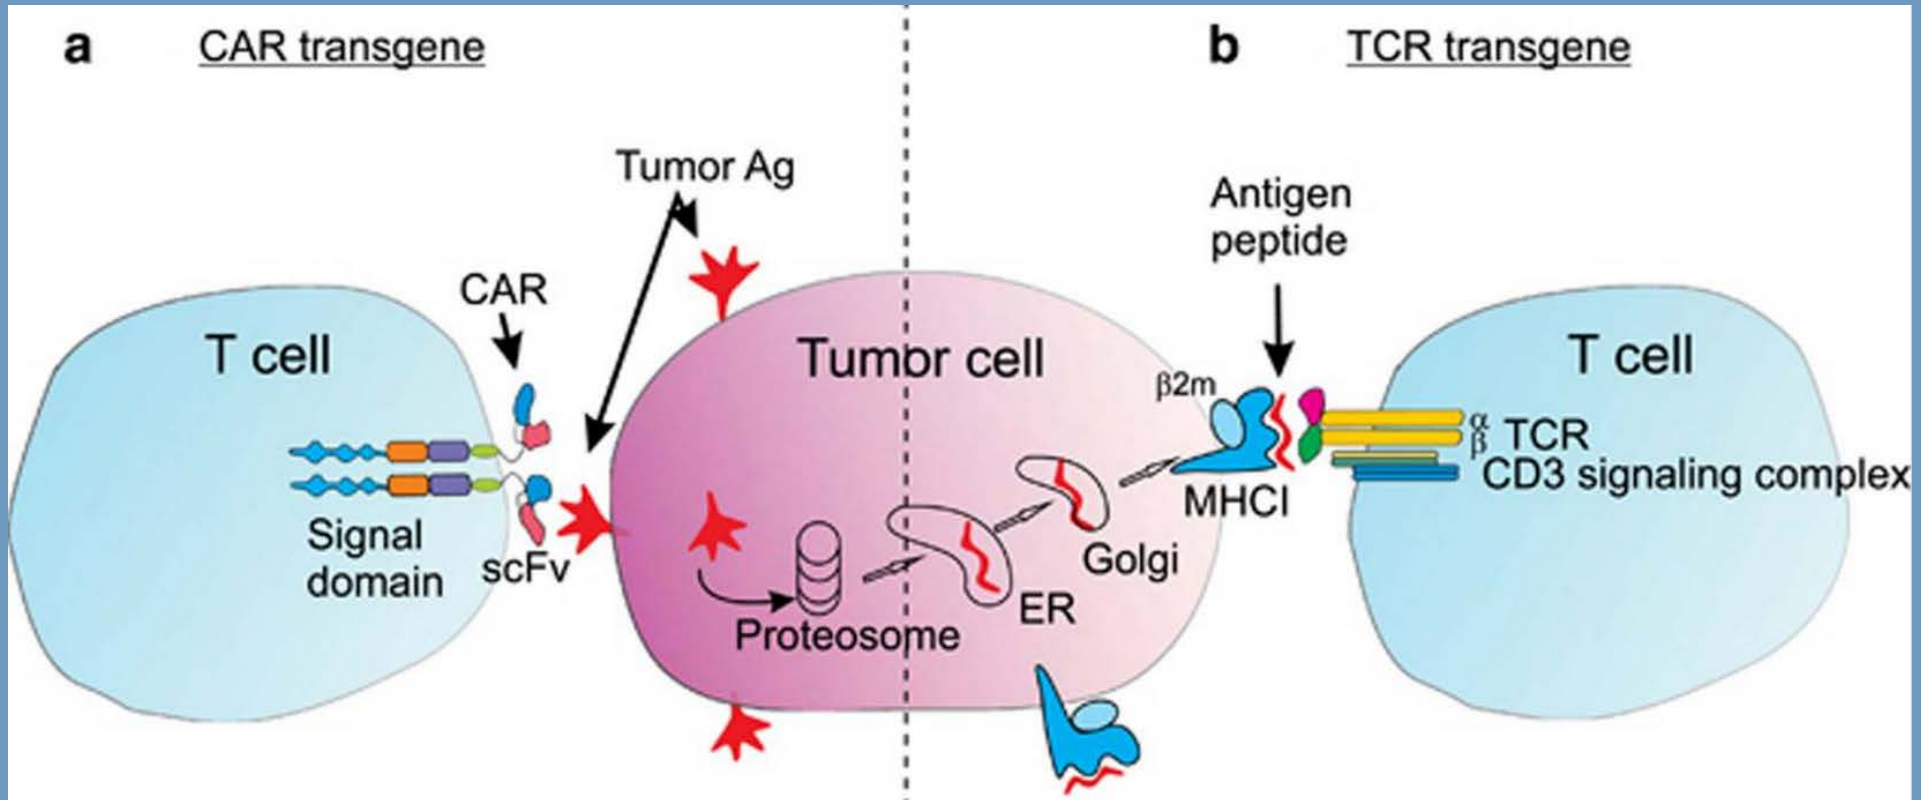 a CAR transgene
b TCR transgene
Tumor Ag
Antigen
peptide
CAR
T cell
Tumor cell
T cell
β2m
α
β TCR
CD3 signaling complex
MHCI
Signal
domain
scFv
Golgi
ER
Proteosome